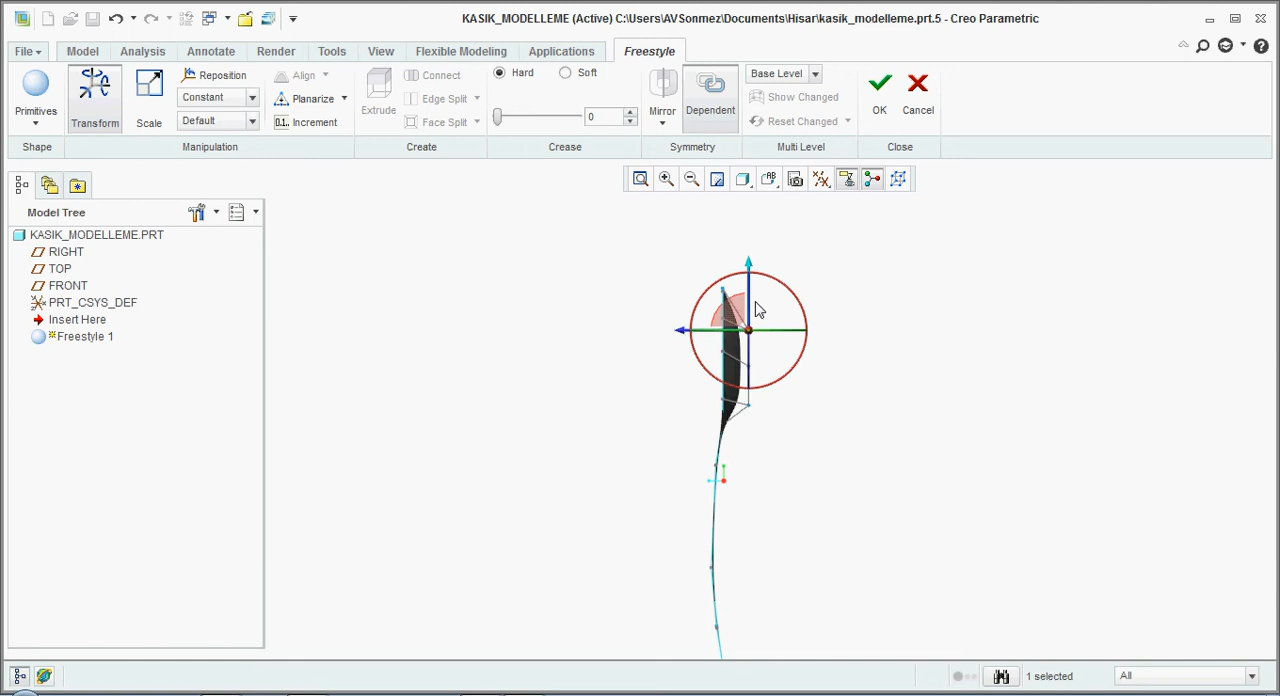 KASIK_MODELLEME (Active) C:\Users\AVSonmez\Documents\Hisar\kasik_modelleme.prt.5 - Creo Parametric
File Model Analysis Annotate Render Tools View Flexible Modeling Applications Freestyle
Primitives
Transform
Scale
Reposition
Constant
Default
Align
Planarize
Increment
Extrude
Connect
Edge Split
Face Split
Hard Soft
0
Mirror
Dependent
Base Level
Show Changed
Reset Changed
OK
Cancel
Shape Manipulation Create Crease Symmetry Multi Level Close
Model Tree
KASIK_MODELLEME.PRT
RIGHT
TOP
FRONT
PRT_CSYS_DEF
Insert Here
Freestyle 1
1 selected
All